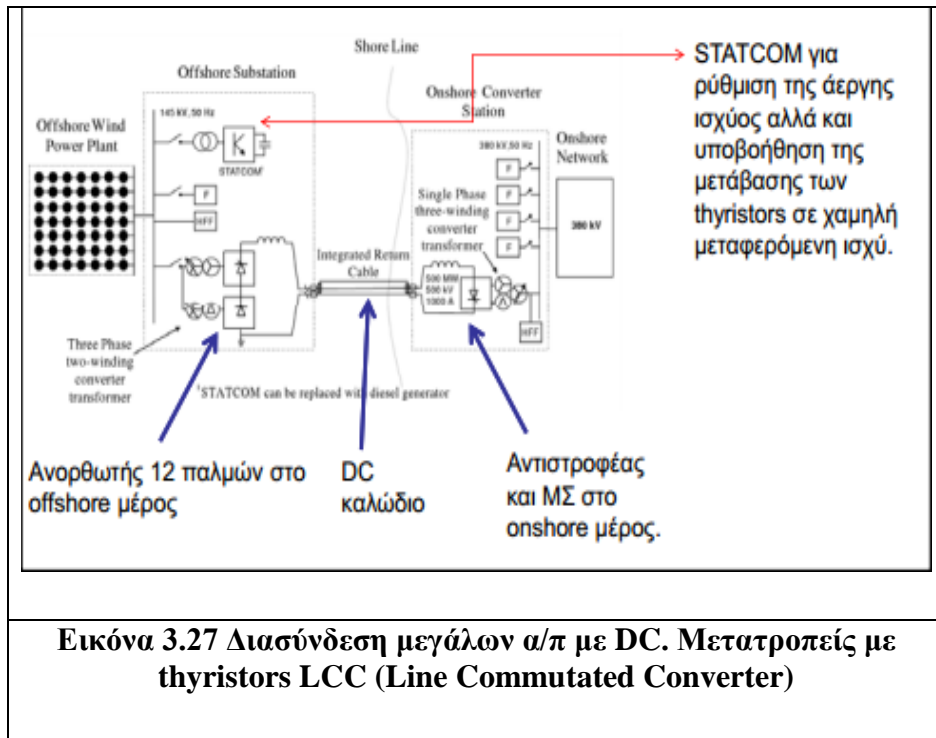 Shore Line
Offshore Substation
Onshore Converter
Station
Offshore Wind
Power Plant
145 kV, 50 Hz
STATCOM¹
F
HFF
Three Phase
two-winding
converter
transformer
Integrated Return
Cable
Single Phase
three-winding
converter
transformer
380 kV, 50 Hz
F
F
F
F
500 MW
500 kV
1000 A
HFF
Onshore
Network
380 kV
¹STATCOM can be replaced with diesel generator
STATCOM για
ρύθμιση της άεργης
ισχύος αλλά και
υποβοήθηση της
μετάβασης των
thyristors σε χαμηλή
μεταφερόμενη ισχύ.
Ανορθωτής 12 παλμών στο
offshore μέρος
DC
καλώδιο
Αντιστροφέας
και ΜΣ στο
onshore μέρος.
Εικόνα 3.27 Διασύνδεση μεγάλων α/π με DC. Μετατροπείς με
thyristors LCC (Line Commutated Converter)